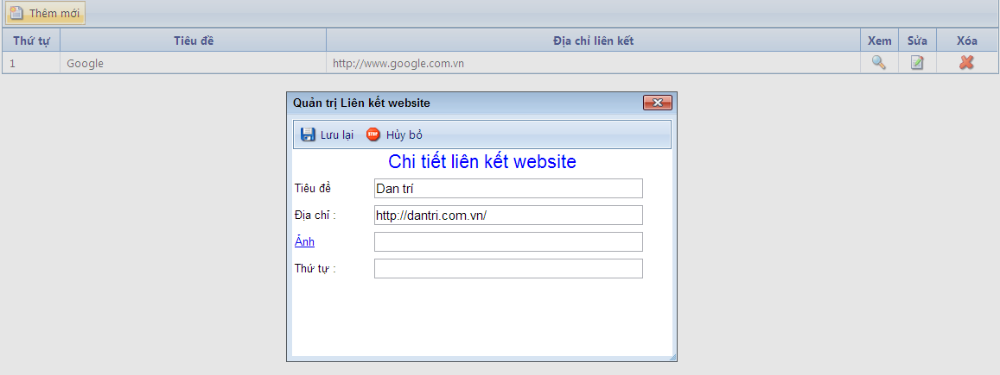 Thêm mới
Thứ tự Tiêu đề Địa chỉ liên kết Xem Sửa Xóa
1 Google http://www.google.com.vn
Quản trị Liên kết website
Lưu lại STOP Hủy bỏ
Chi tiết liên kết website
Tiêu đề Dan trí
Địa chỉ : http://dantri.com.vn/
Ảnh
Thứ tự :